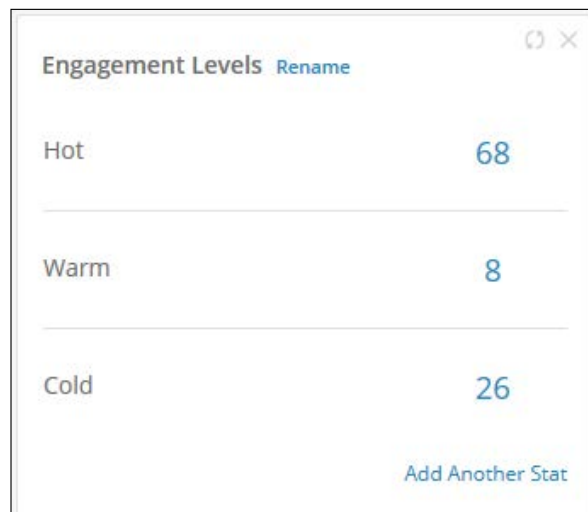 Engagement Levels Rename
Hot 68
Warm 8
Cold 26
Add Another Stat